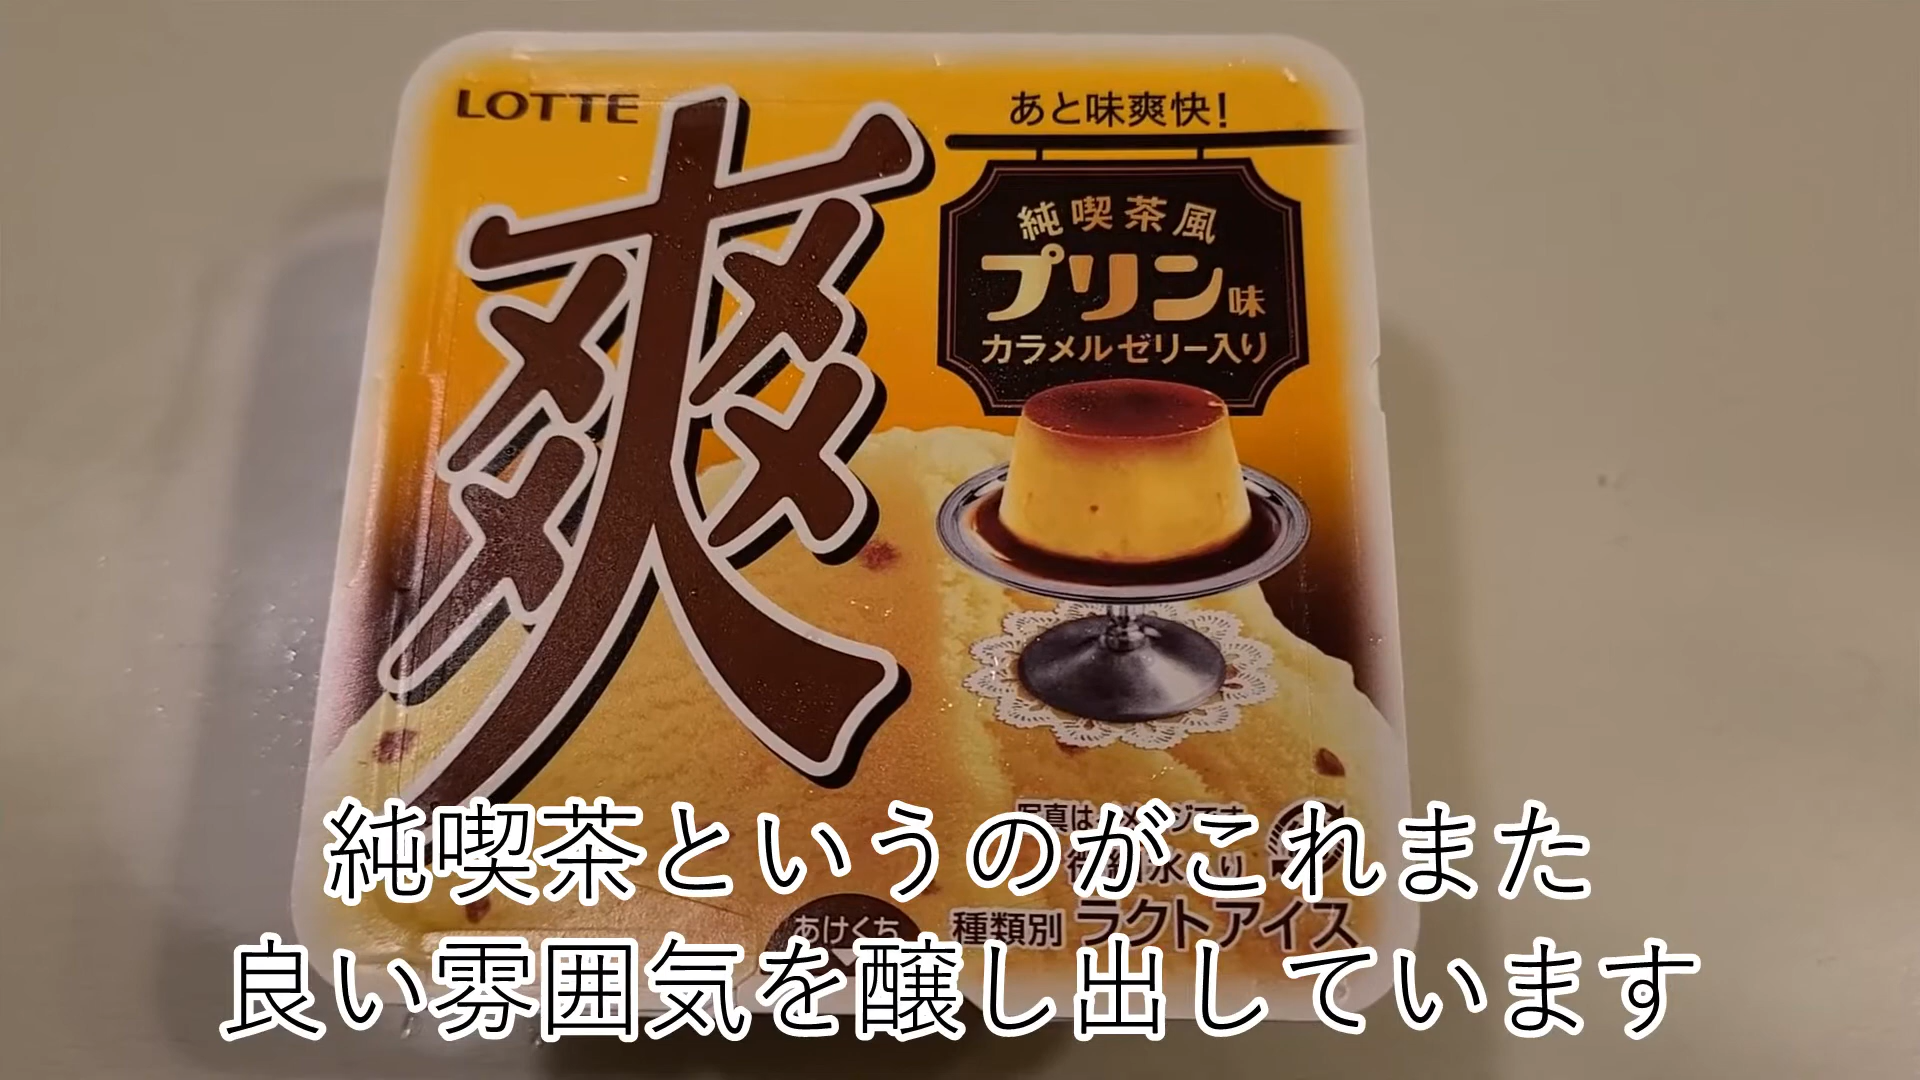 LOTTE
爽
あと味爽快!
純喫茶風
プリン味
カラメルゼリー入り
あけくち
種類別 ラクトアイス
純喫茶というのがこれまた
良い雰囲気を醸し出しています